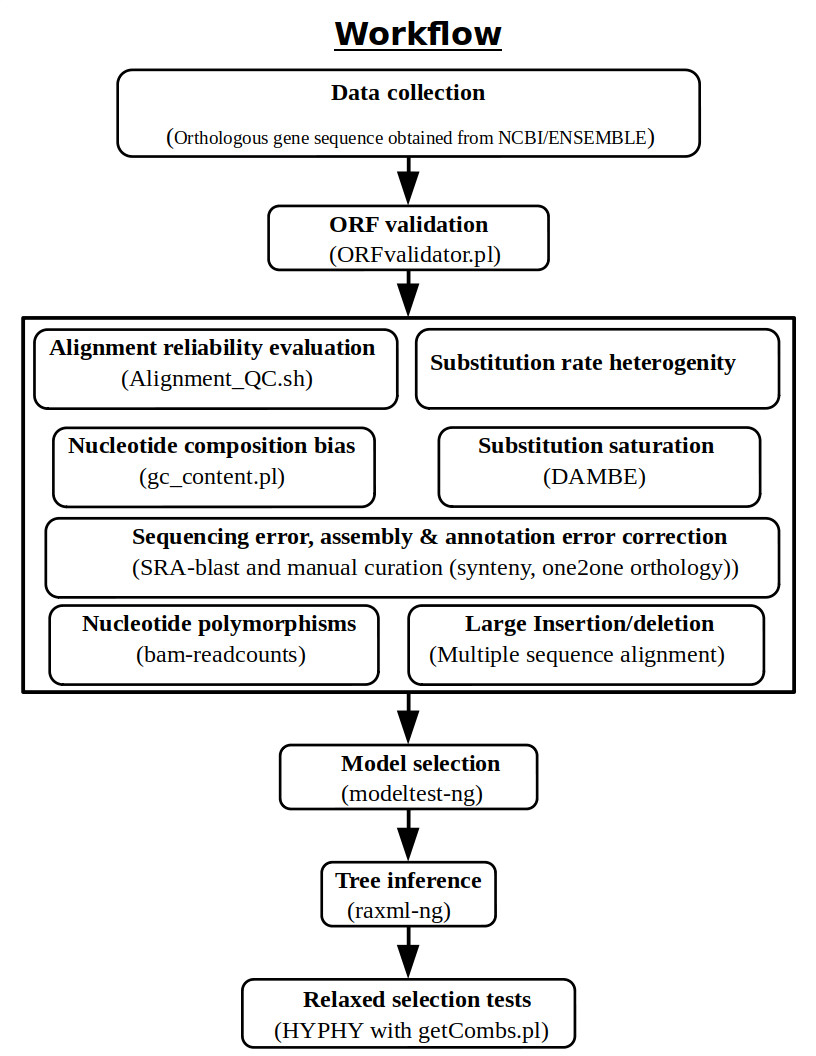 Workflow
Data collection
(Orthologous gene sequence obtained from NCBI/ENSEMBLE)
ORF validation
(ORFvalidator.pl)
Alignment reliability evaluation
(Alignment_QC.sh)
Substitution rate heterogenity
Nucleotide composition bias
(gc_content.pl)
Substitution saturation
(DAMBE)
Sequencing error, assembly & annotation error correction
(SRA-blast and manual curation (synteny, one2one orthology))
Nucleotide polymorphisms
(bam-readcounts)
Large Insertion/deletion
(Multiple sequence alignment)
Model selection
(modeltest-ng)
Tree inference
(raxml-ng)
Relaxed selection tests
(HYPHY with getCombs.pl)